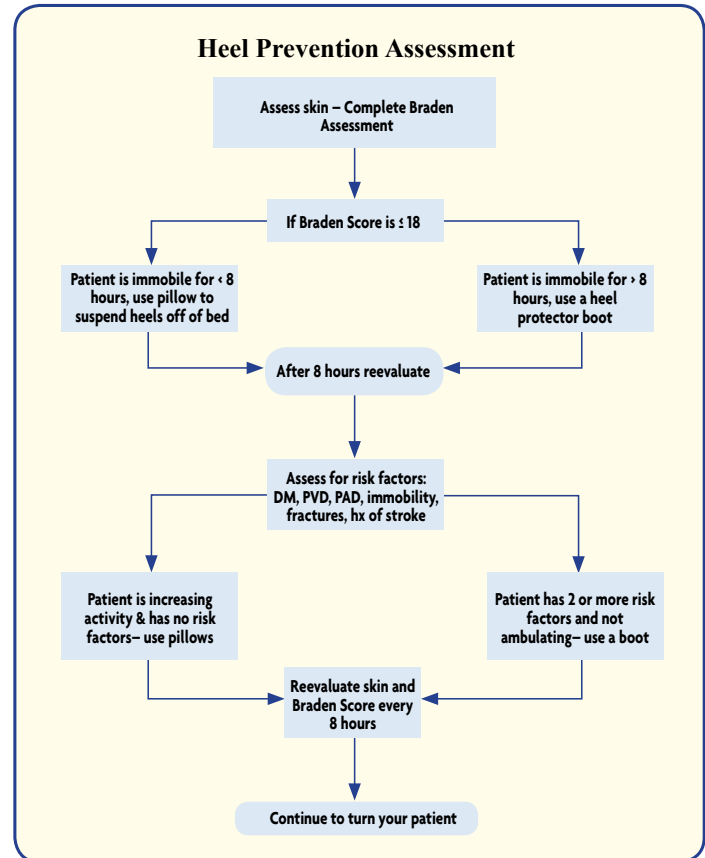 Heel Prevention Assessment
Assess skin – Complete Braden
Assessment
If Braden Score is ≤ 18
Patient is immobile for < 8
hours, use pillow to
suspend heels off of bed
Patient is immobile for > 8
hours, use a heel
protector boot
After 8 hours reevaluate
Assess for risk factors:
DM, PVD, PAD, immobility,
fractures, hx of stroke
Patient is increasing
activity & has no risk
factors– use pillows
Patient has 2 or more risk
factors and not
ambulating– use a boot
Reevaluate skin and
Braden Score every
8 hours
Continue to turn your patient